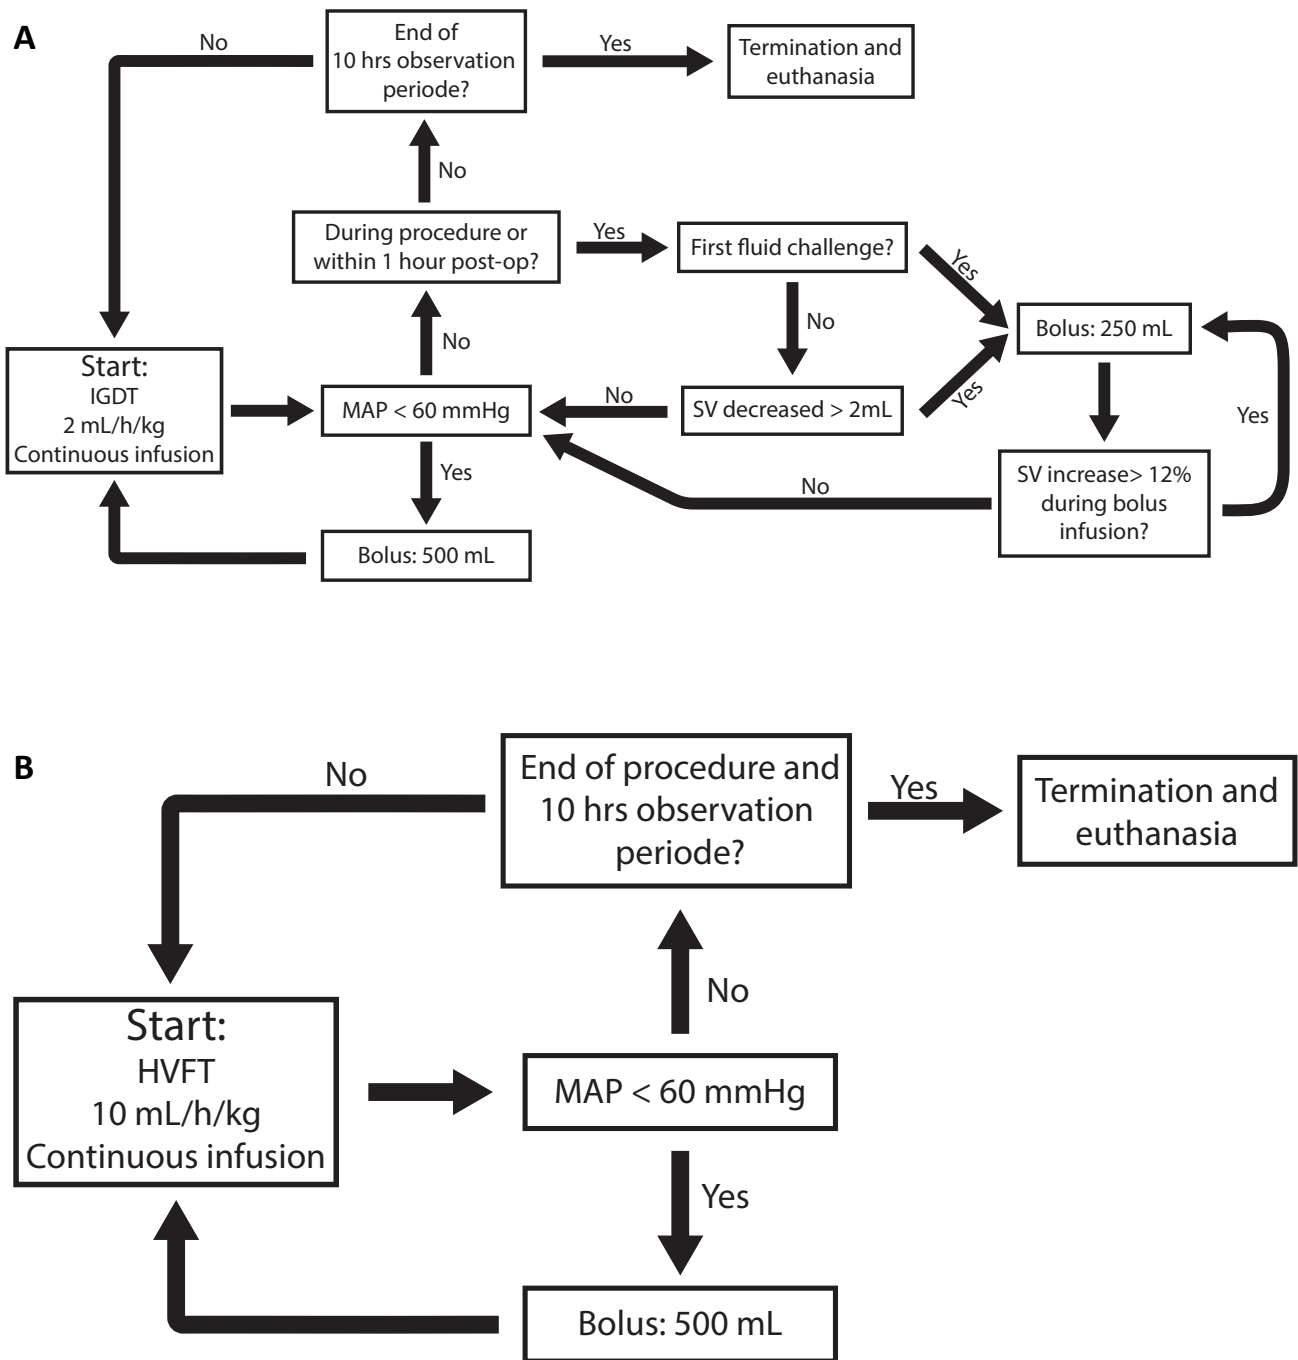 A
No
End of
10 hrs observation
periode?
Yes
Termination and
euthanasia
No
During procedure or
within 1 hour post-op?
Yes
First fluid challenge?
Yes
No
Bolus: 250 mL
No
Start:
IGDT
2 mL/h/kg
Continuous infusion
MAP < 60 mmHg
No
SV decreased > 2mL
Yes
Yes
Yes
SV increase> 12%
during bolus
infusion?
No
Bolus: 500 mL
B
No
End of procedure and
10 hrs observation
periode?
Yes
Termination and
euthanasia
No
Start:
HVFT
10 mL/h/kg
Continuous infusion
MAP < 60 mmHg
Yes
Bolus: 500 mL